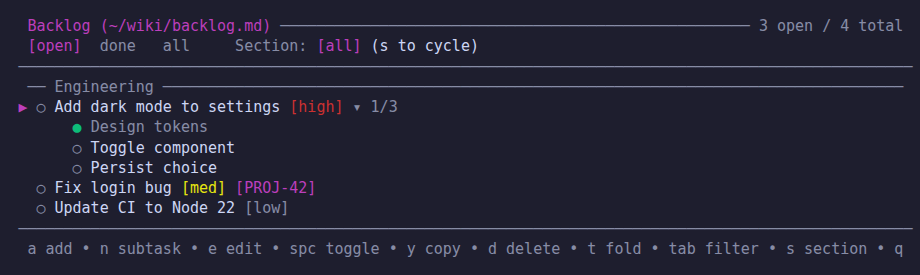 Backlog (~/wiki/backlog.md) 3 open / 4 total
[open] done all Section: [all] (s to cycle)
Engineering
▶ ○ Add dark mode to settings [high] ▾ 1/3
● Design tokens
○ Toggle component
○ Persist choice
○ Fix login bug [med] [PROJ-42]
○ Update CI to Node 22 [low]
a add • n subtask • e edit • spc toggle • y copy • d delete • t fold • tab filter • s section • q